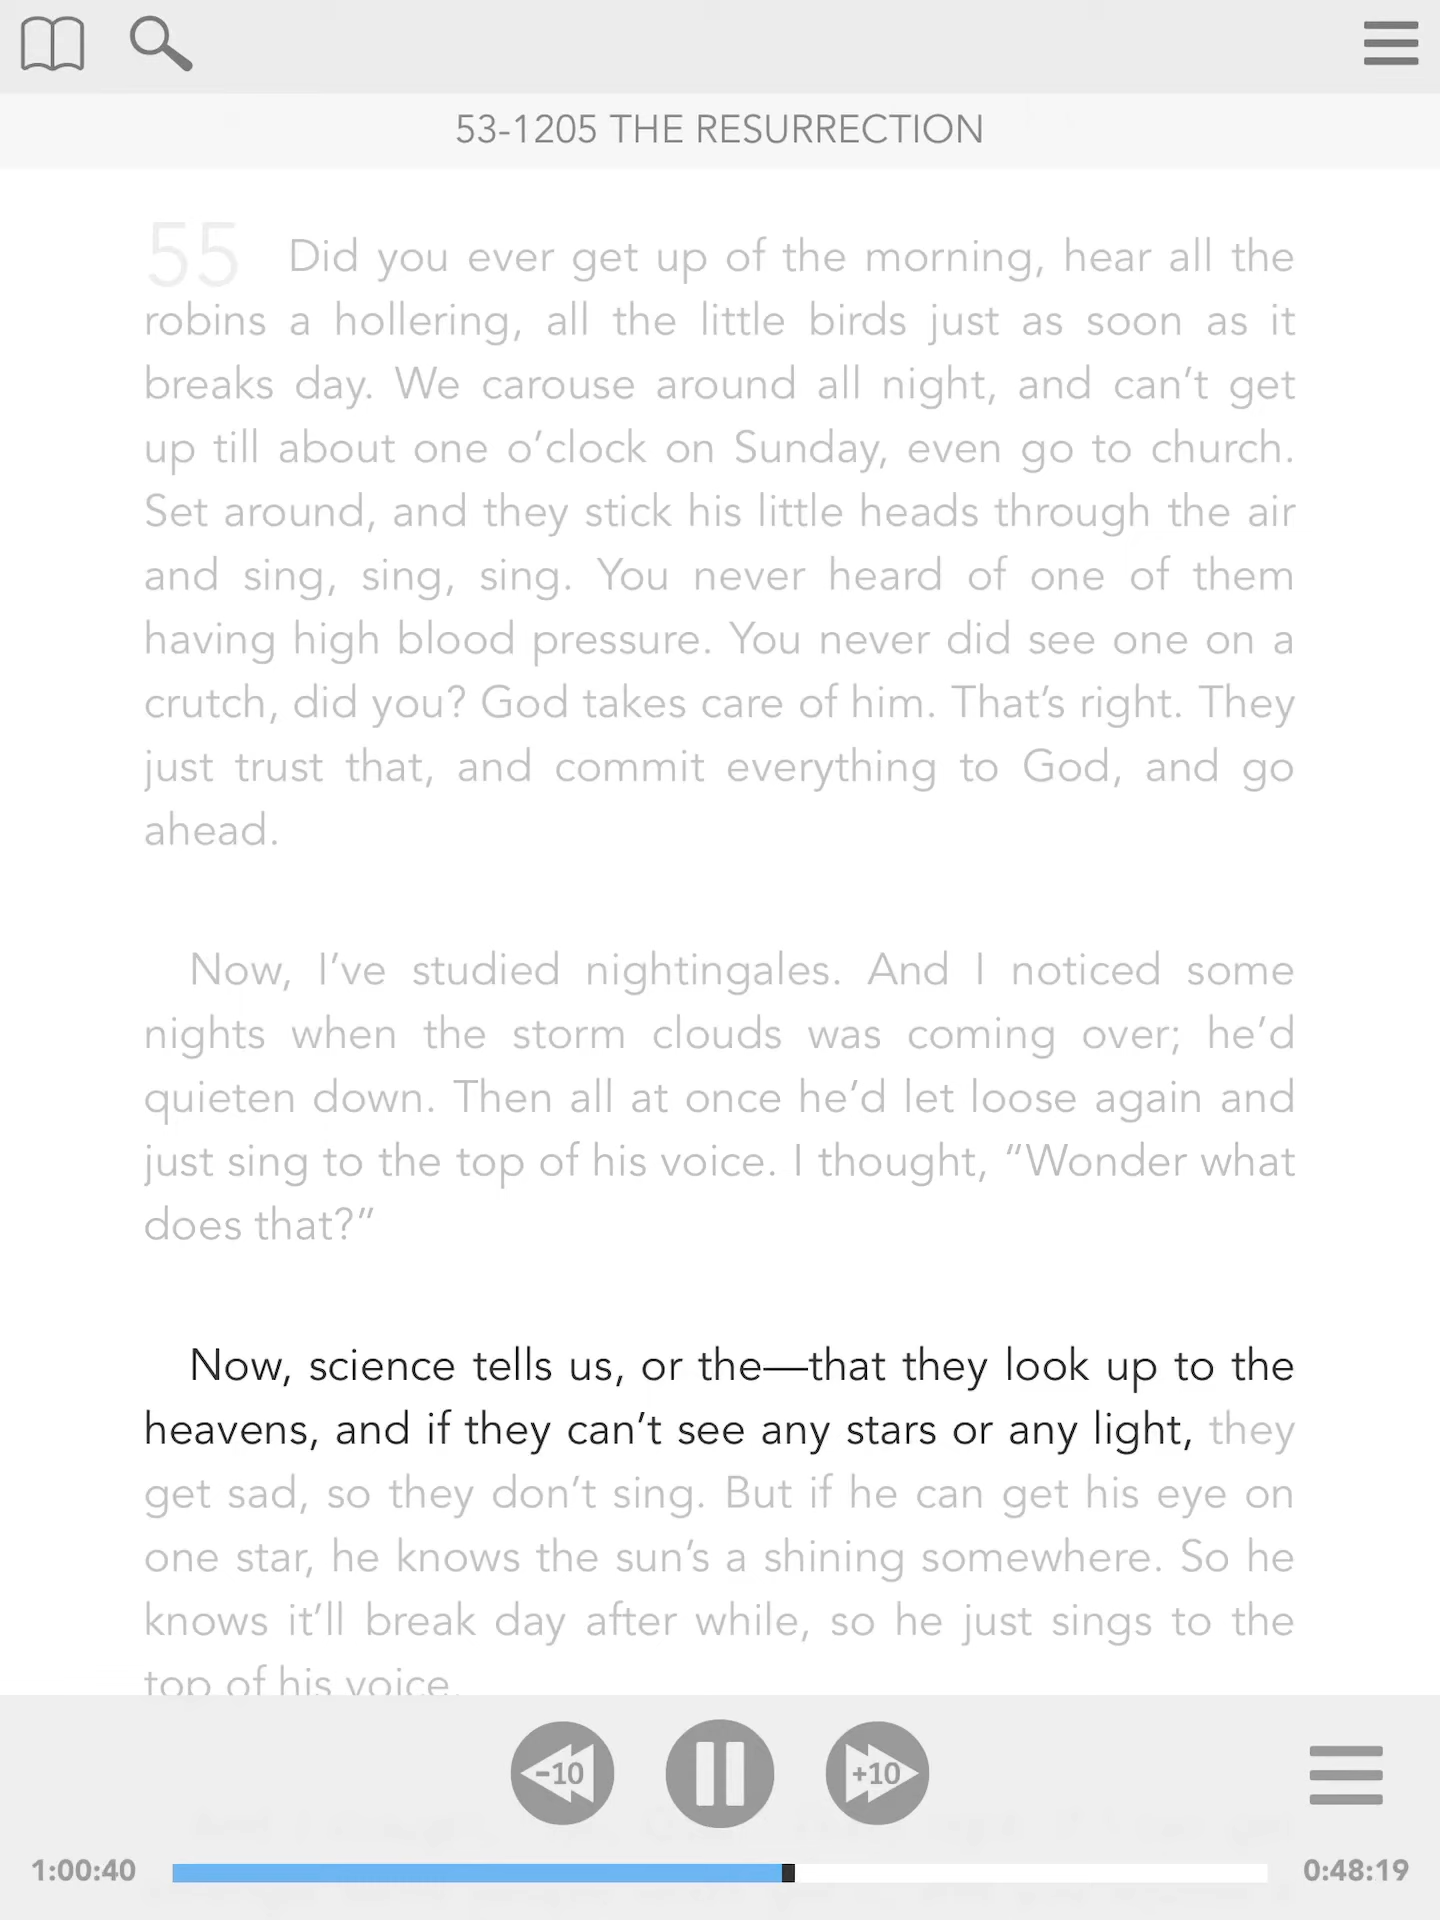 53-1205 THE RESURRECTION
55 Did you ever get up of the morning, hear all the
robins a hollering, all the little birds just as soon as it
breaks day. We carouse around all night, and can’t get
up till about one o’clock on Sunday, even go to church.
Set around, and they stick his little heads through the air
and sing, sing, sing. You never heard of one of them
having high blood pressure. You never did see one on a
crutch, did you? God takes care of him. That’s right. They
just trust that, and commit everything to God, and go
ahead.
Now, I’ve studied nightingales. And I noticed some
nights when the storm clouds was coming over; he’d
quieten down. Then all at once he’d let loose again and
just sing to the top of his voice. I thought, “Wonder what
does that?”
Now, science tells us, or the—that they look up to the
heavens, and if they can’t see any stars or any light, they
get sad, so they don’t sing. But if he can get his eye on
one star, he knows the sun’s a shining somewhere. So he
knows it’ll break day after while, so he just sings to the
top of his voice.
-10 +10
1:00:40 0:48:19